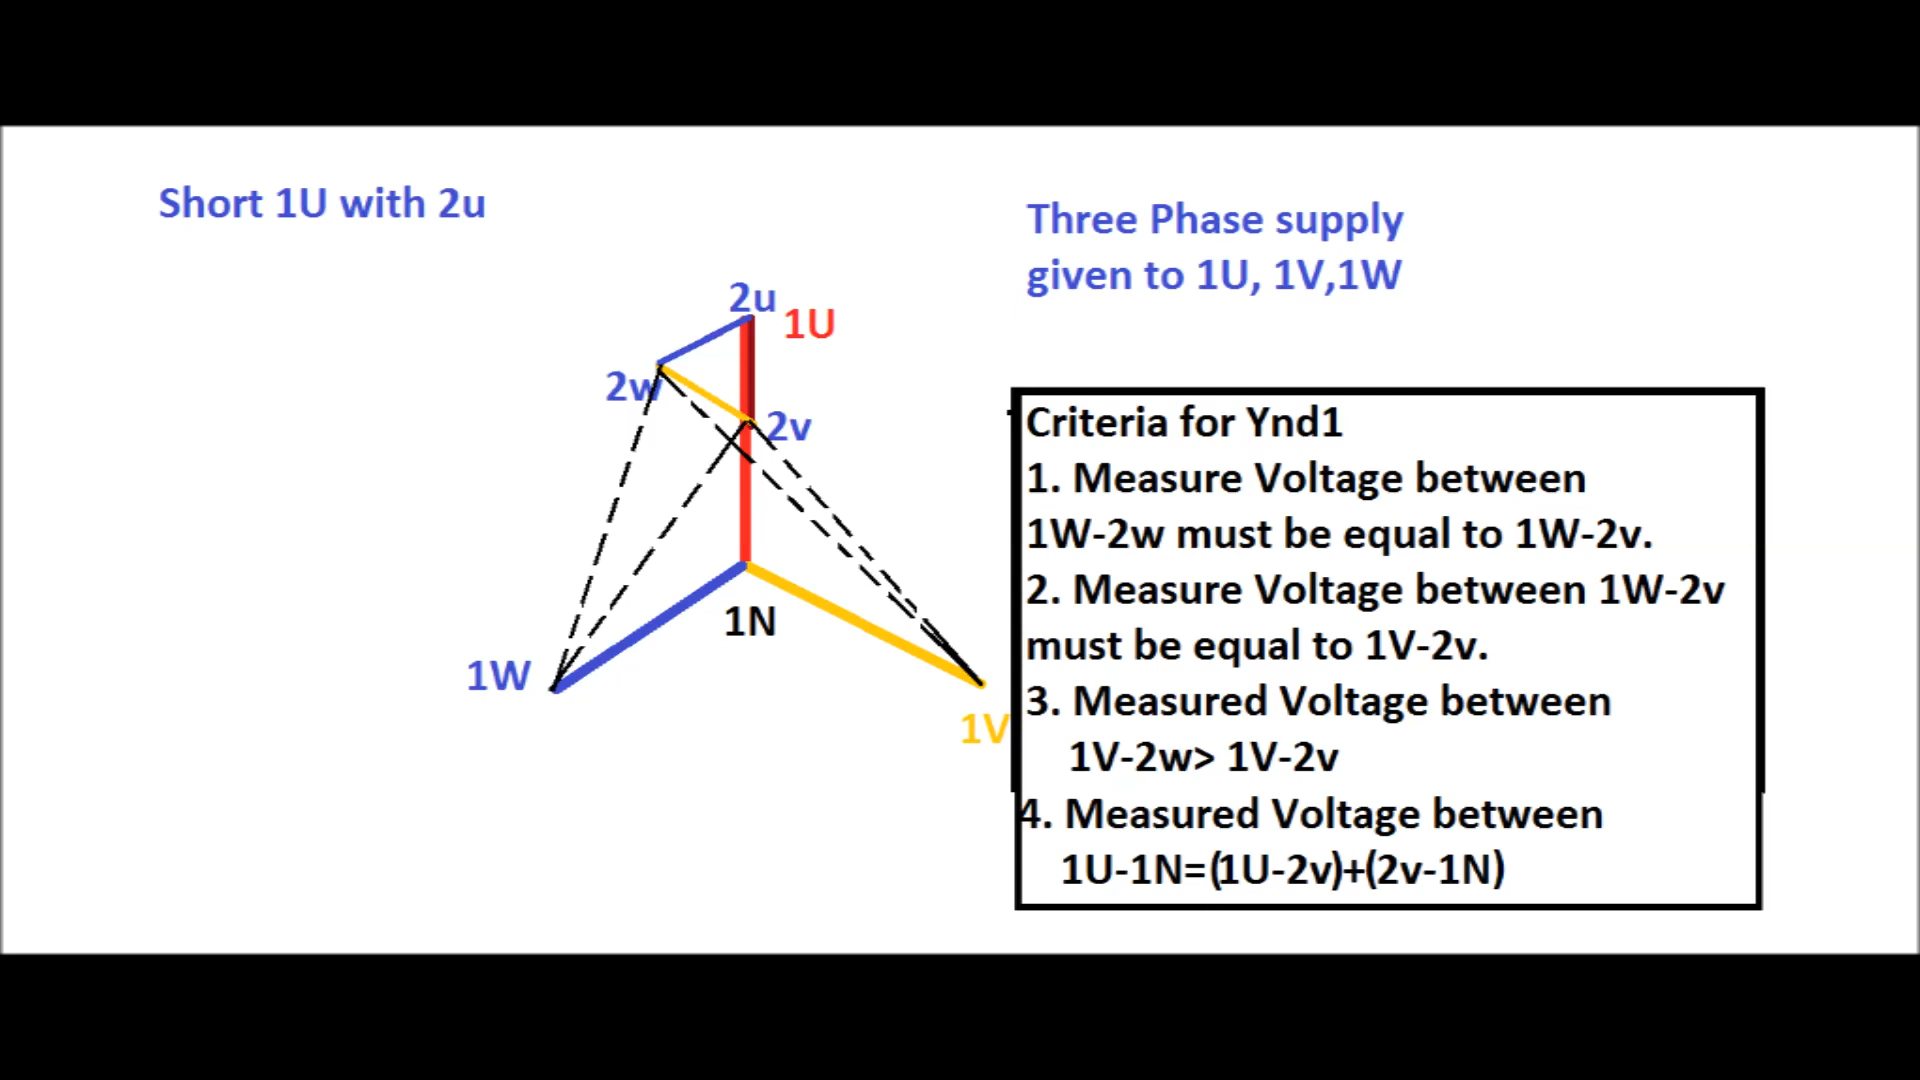 Short 1U with 2u
Three Phase supply
given to 1U, 1V,1W
2u
1U
2w
2v
1N
1W
1V
Criteria for Ynd1
1. Measure Voltage between
1W-2w must be equal to 1W-2v.
2. Measure Voltage between 1W-2v
must be equal to 1V-2v.
3. Measured Voltage between
1V-2w> 1V-2v
4. Measured Voltage between
1U-1N=(1U-2v)+(2v-1N)